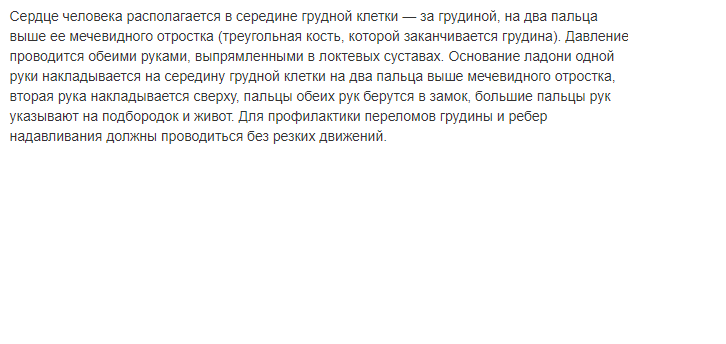 Сердце человека располагается в середине грудной клетки — за грудиной, на два пальца
выше ее мечевидного отростка (треугольная кость, которой заканчивается грудина). Давление
проводится обеими руками, выпрямленными в локтевых суставах. Основание ладони одной
руки накладывается на середину грудной клетки на два пальца выше мечевидного отростка,
вторая рука накладывается сверху, пальцы обеих рук берутся в замок, большие пальцы рук
указывают на подбородок и живот. Для профилактики переломов грудины и ребер
надавливания должны проводиться без резких движений.